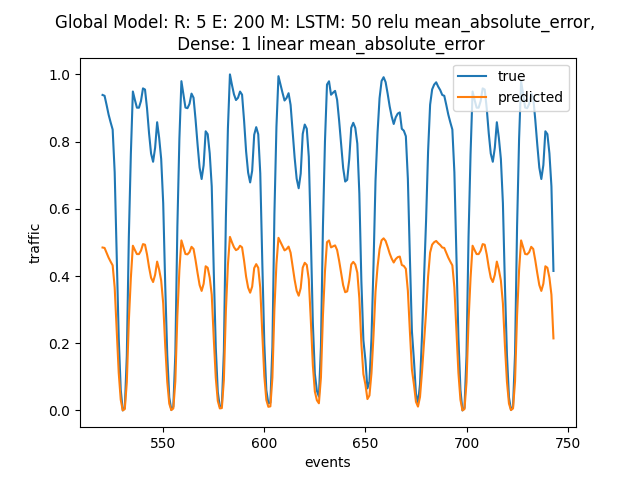 Global Model: R: 5 E: 200 M: LSTM: 50 relu mean_absolute_error,
Dense: 1 linear mean_absolute_error
true
predicted
1.0
0.8
0.6
0.4
0.2
0.0
traffic
550
600
650
700
750
events